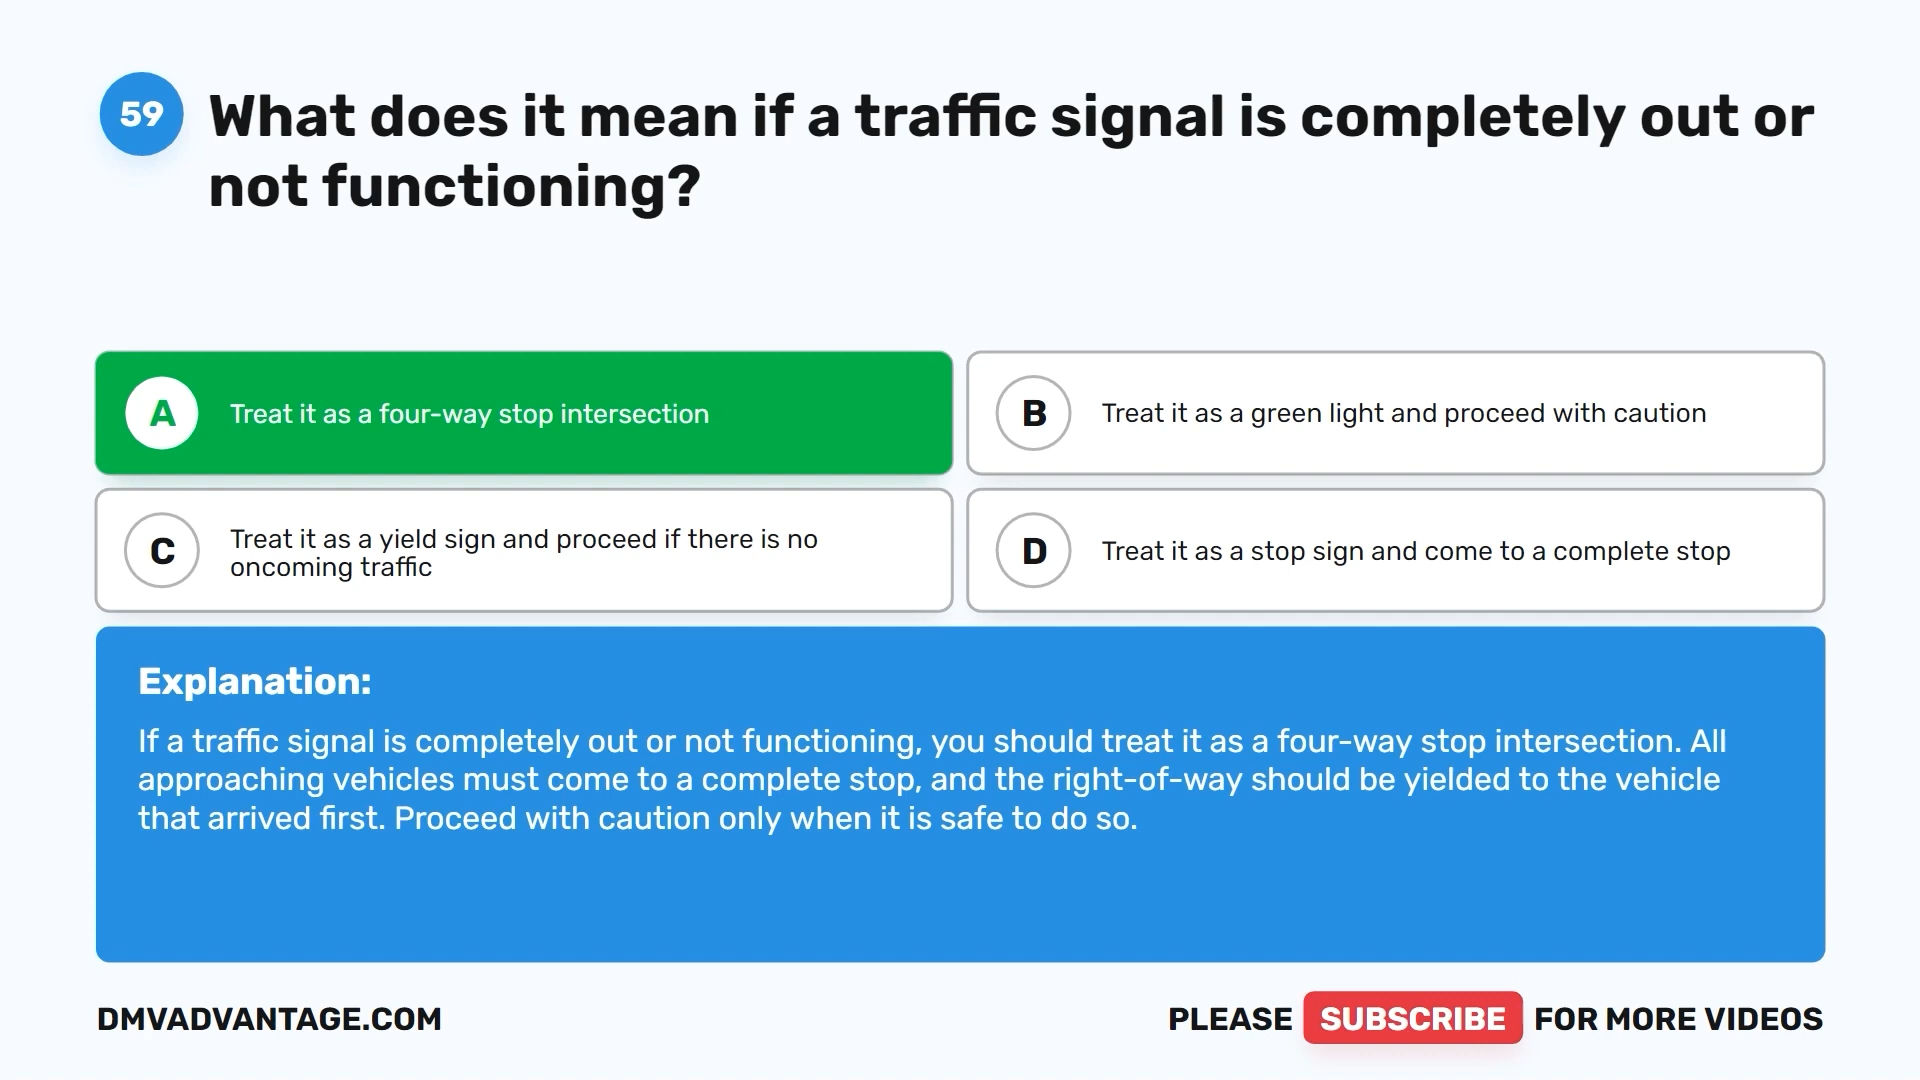 59
What does it mean if a traffic signal is completely out or
not functioning?
A
Treat it as a four-way stop intersection
B
Treat it as a green light and proceed with caution
C
Treat it as a yield sign and proceed if there is no
oncoming traffic
D
Treat it as a stop sign and come to a complete stop
Explanation:
If a traffic signal is completely out or not functioning, you should treat it as a four-way stop intersection. All
approaching vehicles must come to a complete stop, and the right-of-way should be yielded to the vehicle
that arrived first. Proceed with caution only when it is safe to do so.
DMVADVANTAGE.COM
PLEASE SUBSCRIBE FOR MORE VIDEOS